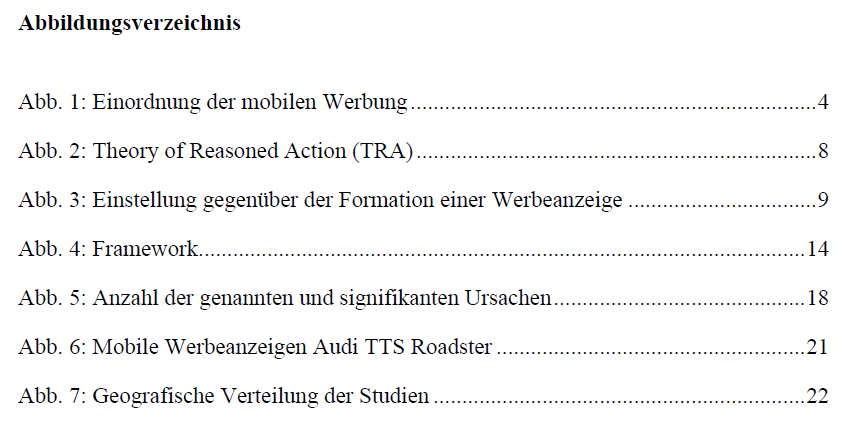 Abbildungsverzeichnis
Abb. 1: Einordnung der mobilen Werbung........................................................................4
Abb. 2: Theory of Reasoned Action (TRA).......................................................................8
Abb. 3: Einstellung gegenüber der Formation einer Werbeanzeige .................................9
Abb. 4: Framework..........................................................................................................14
Abb. 5: Anzahl der genannten und signifikanten Ursachen............................................18
Abb. 6: Mobile Werbeanzeigen Audi TTS Roadster ......................................................21
Abb. 7: Geografische Verteilung der Studien .................................................................22